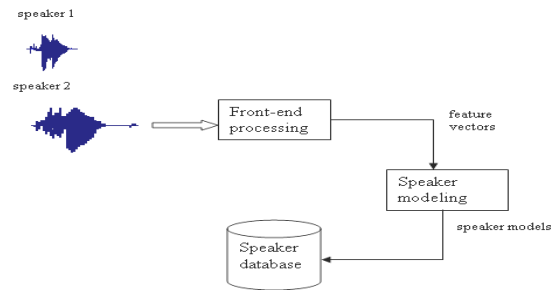 speaker 1
speaker 2
Front-end
processing
feature
vectors
Speaker
modeling
speaker models
Speaker
database